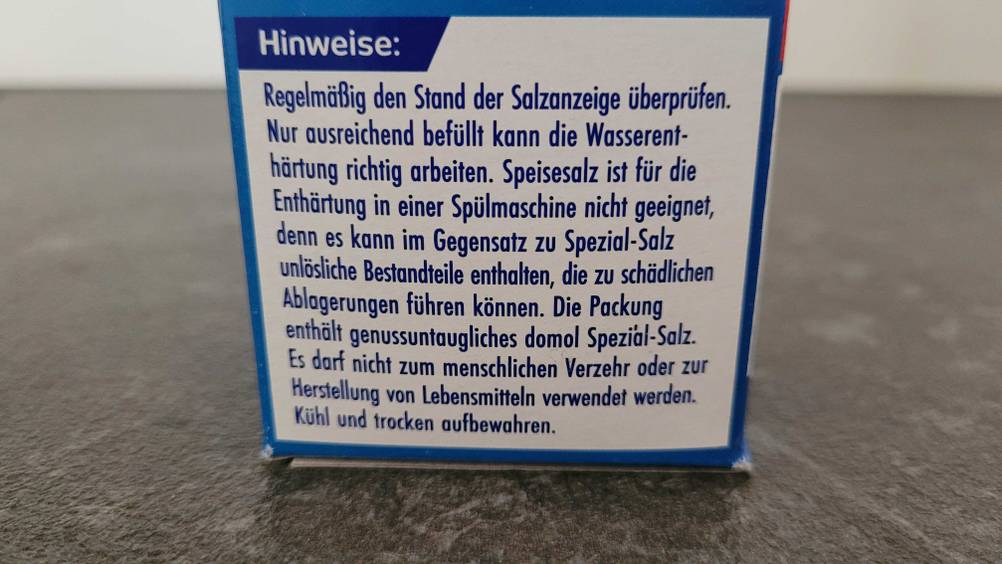 Hinweise:
Regelmäßig den Stand der Salzanzeige überprüfen.
Nur ausreichend befüllt kann die Wasserent-
härtung richtig arbeiten. Speisesalz ist für die
Enthärtung in einer Spülmaschine nicht geeignet,
denn es kann im Gegensatz zu Spezial-Salz
unlösliche Bestandteile enthalten, die zu schädlichen
Ablagerungen führen können. Die Packung
enthält genussuntaugliches domol Spezial-Salz.
Es darf nicht zum menschlichen Verzehr oder zur
Herstellung von Lebensmitteln verwendet werden.
Kühl und trocken aufbewahren.